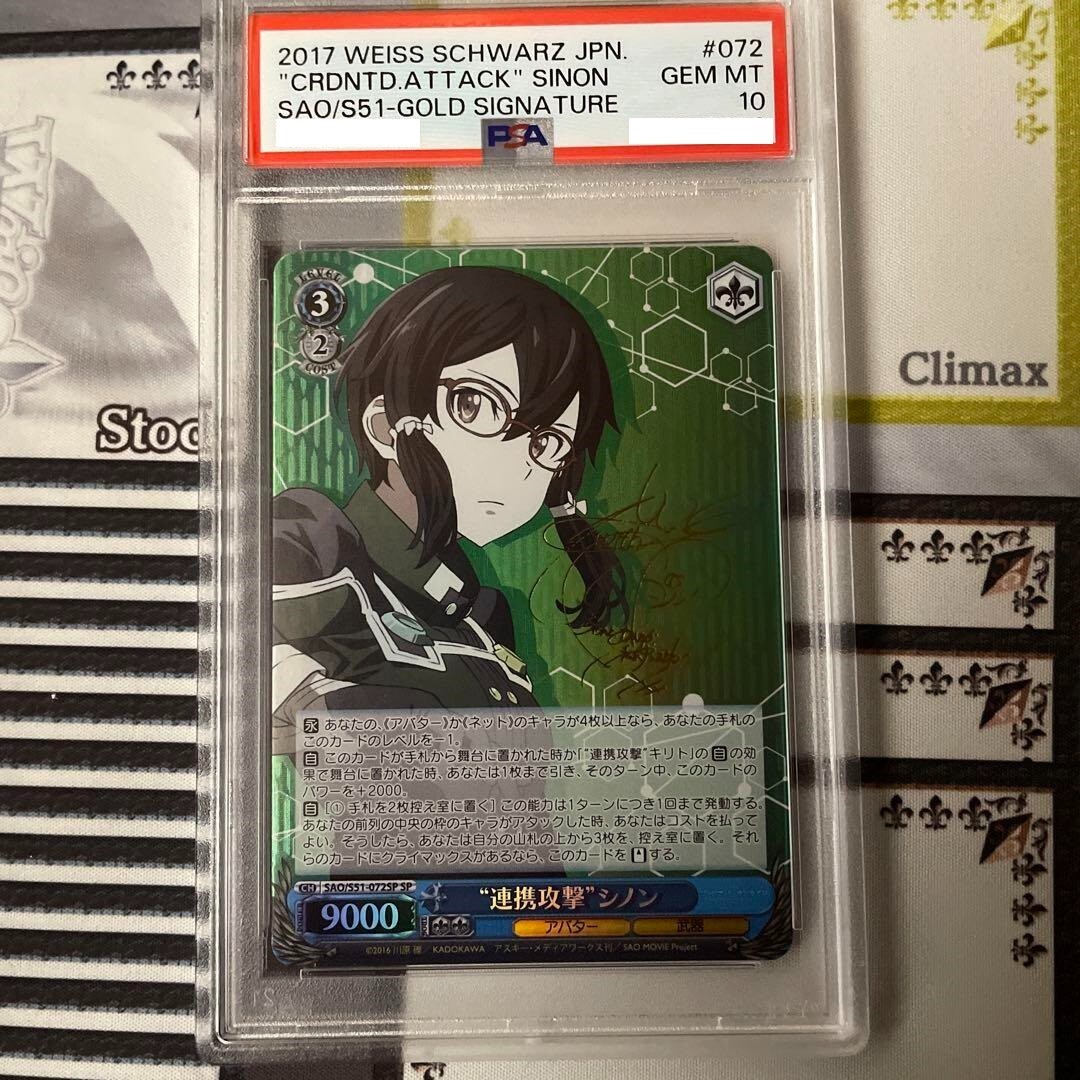 2017 WEISS SCHWARZ JPN. #072
"CRDNTD.ATTACK" SINON GEM MT
SAO/S51-GOLD SIGNATURE 10
PSA
Climax
Stoc
LEVEL
3
2
COST
永 あなたの、《アバター》か《ネット》のキャラが4枚以上なら、あなたの手札の
このカードのレベルを-1。
自 このカードが手札から舞台に置かれた時か「“連携攻撃”キリト」の 自 の効
果で舞台に置かれた時、あなたは1枚まで引き、そのターン中、このカードの
パワーを+2000。
自 [① 手札を2枚控え室に置く] この能力は1ターンにつき1回まで発動する。
あなたの前列の中央の枠のキャラがアタックした時、あなたはコストを払って
よい。そうしたら、あなたは自分の山札の上から3枚を、控え室に置く。それ
らのカードにクライマックスがあるなら、このカードを する。
CH SAO/S51-072SP SP
“連携攻撃”シノン
POWER 9000 SOUL アバター 武器
©2016 川原 礫／KADOKAWA アスキー・メディアワークス刊／SAO MOVIE Project